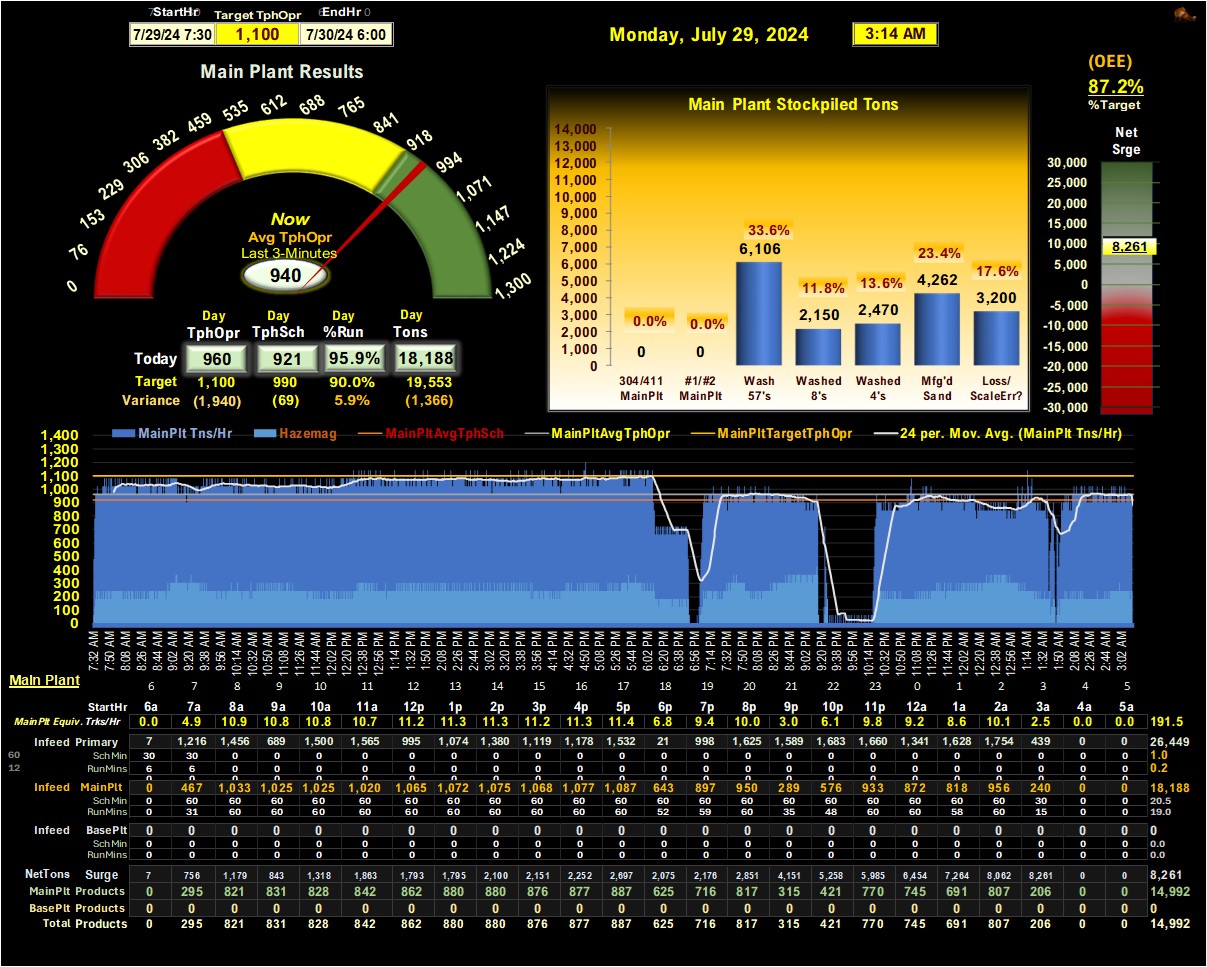 StartHr Target TphOpr EndHr
7/29/24 7:30 1,100 7/30/24 6:00
Monday, July 29, 2024 3:14 AM
(OEE)
87.2%
%Target
Net
Srge
30,000
20,000
15,000
10,000
5,000
0
-5,000
-10,000
-15,000
-20,000
-25,000
-30,000
8,261
Main Plant Results
0 76 153 229 306 382 459 535 612 688 765 841 918 994 1,071 1,147 1,224 1,300
Now
Avg TphOpr
Last 3-Minutes
940
Day Day Day Day
TphOpr TphSch %Run Tons
Today 960 921 95.9% 18,188
Target 1,100 990 90.0% 19,553
Variance (1,940) (69) 5.9% (1,366)
Main Plant Stockpiled Tons
14,000
13,000
12,000
11,000
10,000
9,000
8,000
7,000
6,000
5,000
4,000
3,000
2,000
1,000
0
0.0% 0.0% 33.6% 11.8% 13.6% 23.4% 17.6%
0 0 6,106 2,150 2,470 4,262 3,200
304/411 #1/#2 Wash Washed Washed Mfg'd Loss/
MainPlt MainPlt 57's 8's 4's Sand ScaleErr?
MainPlt Tns/Hr Hazemag MainPltAvgTphSch MainPltAvgTphOpr MainPltTargetTphOpr 24 per. Mov. Avg. (MainPlt Tns/Hr)
1,400
1,300
1,200
1,100
1,000
900
800
700
600
500
400
300
200
100
0
7:32 AM 7:50 AM 8:08 AM 8:26 AM 8:44 AM 9:02 AM 9:20 AM 9:38 AM 9:56 AM 10:14 AM 10:32 AM 10:50 AM 11:08 AM 11:26 AM 11:44 AM 12:02 PM 12:20 PM 12:38 PM 12:56 PM 1:14 PM 1:32 PM 1:50 PM 2:08 PM 2:26 PM 2:44 PM 3:02 PM 3:20 PM 3:38 PM 3:56 PM 4:14 PM 4:32 PM 4:50 PM 5:08 PM 5:26 PM 5:44 PM 6:02 PM 6:20 PM 6:38 PM 6:56 PM 7:14 PM 7:32 PM 7:50 PM 8:08 PM 8:26 PM 8:44 PM 9:02 PM 9:20 PM 9:38 PM 9:56 PM 10:14 PM 10:32 PM 10:50 PM 11:08 PM 11:26 PM 11:44 PM 12:02 AM 12:20 AM 12:38 AM 12:56 AM 1:14 AM 1:32 AM 1:50 AM 2:08 AM 2:26 AM 2:44 AM 3:02 AM
Main Plant 6 7 8 9 10 11 12 13 14 15 16 17 18 19 20 21 22 23 0 1 2 3 4 5
StartHr 6a 7a 8a 9a 10a 11a 12p 1p 2p 3p 4p 5p 6p 7p 8p 9p 10p 11p 12a 1a 2a 3a 4a 5a
MainPlt Equiv. Trks/Hr 0.0 4.9 10.9 10.8 10.8 10.7 11.2 11.3 11.3 11.2 11.3 11.4 6.8 9.4 10.0 3.0 6.1 9.8 9.2 8.6 10.1 2.5 0.0 0.0 191.5
Infeed Primary 7 1,216 1,456 689 1,500 1,565 995 1,074 1,380 1,119 1,178 1,532 21 998 1,625 1,589 1,683 1,660 1,341 1,628 1,754 439 0 0 26,449
60 SchMin 30 30 0 0 0 0 0 0 0 0 0 0 0 0 0 0 0 0 0 0 0 0 0 0 1.0
12 RunMins 6 6 0 0 0 0 0 0 0 0 0 0 0 0 0 0 0 0 0 0 0 0 0 0 0.2
Infeed MainPlt 0 467 1,033 1,025 1,025 1,020 1,065 1,072 1,075 1,068 1,077 1,087 643 897 950 289 576 933 872 818 956 240 0 0 18,188
SchMin 0 60 60 60 60 60 60 60 60 60 60 60 60 60 60 60 60 60 60 60 60 30 0 0 20.5
RunMins 0 31 60 60 60 60 60 60 60 60 60 60 52 59 60 35 48 60 60 58 60 15 0 0 19.0
Infeed BasePlt 0 0 0 0 0 0 0 0 0 0 0 0 0 0 0 0 0 0 0 0 0 0 0 0 0
SchMin 0 0 0 0 0 0 0 0 0 0 0 0 0 0 0 0 0 0 0 0 0 0 0 0 0.0
RunMins 0 0 0 0 0 0 0 0 0 0 0 0 0 0 0 0 0 0 0 0 0 0 0 0 0.0
NetTons Surge 7 756 1,179 843 1,318 1,863 1,793 1,795 2,100 2,151 2,252 2,697 2,075 2,176 2,851 4,151 5,258 5,985 6,454 7,264 8,062 8,261 0 0 8,261
MainPlt Products 0 295 821 831 828 842 862 880 880 876 877 887 625 716 817 315 421 770 745 691 807 206 0 0 14,992
BasePlt Products 0 0 0 0 0 0 0 0 0 0 0 0 0 0 0 0 0 0 0 0 0 0 0 0 0
Total Products 0 295 821 831 828 842 862 880 880 876 877 887 625 716 817 315 421 770 745 691 807 206 0 0 14,992